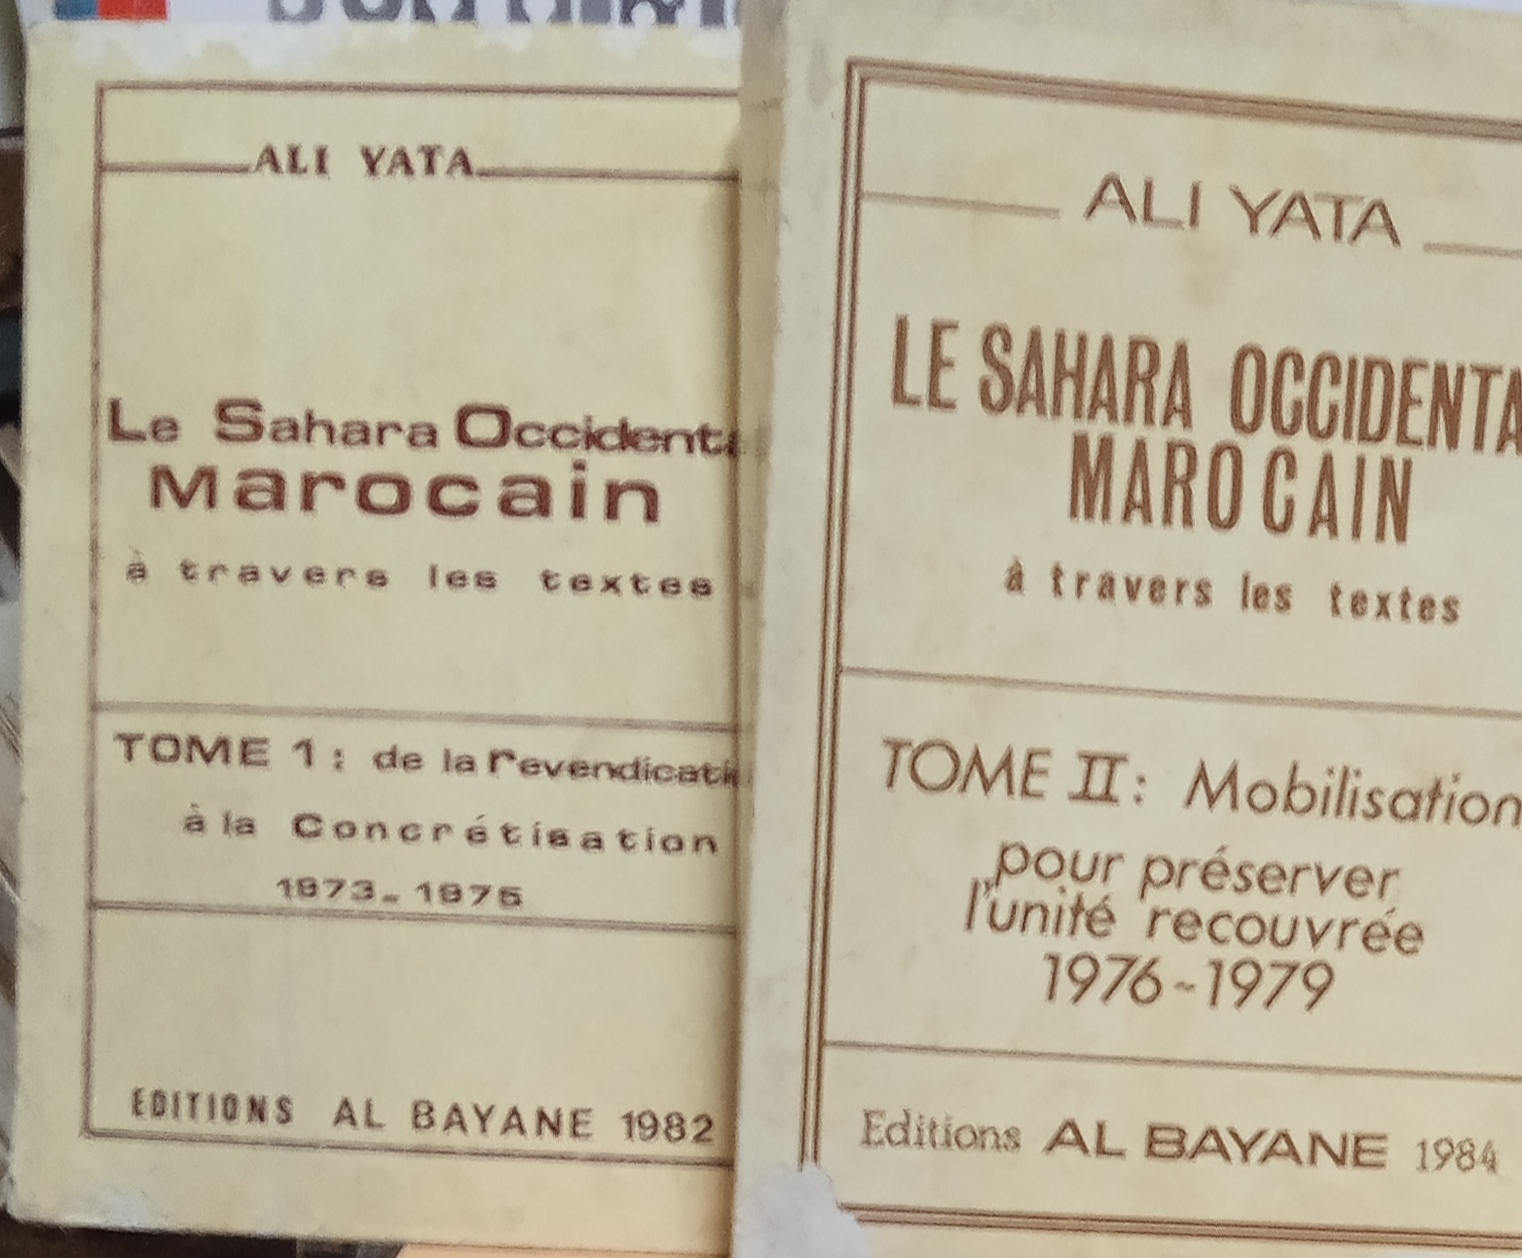 ALI YATA
Le Sahara Occident
Marocain
à travers les textes
TOME 1 : de la revendicati
à la Concrétisation
1973-1975
EDITIONS AL BAYANE 1982
ALI YATA
LE SAHARA OCCIDENTA
MAROCAIN
à travers les textes
TOME II : Mobilisation
pour préserver
l'unité recouvrée
1976-1979
Editions AL BAYANE 1984